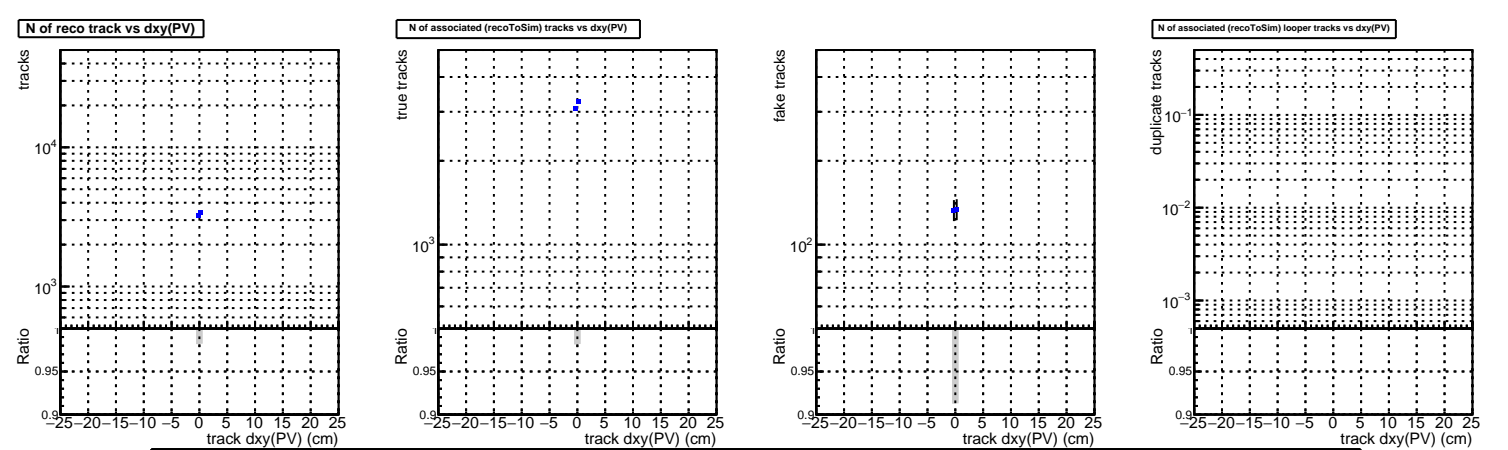 N of reco track vs dxy(PV)
N of associated (recoToSim) tracks vs dxy(PV)
N of associated (recoToSim) looper tracks vs dxy(PV)
tracks
10⁴
10³
Ratio
0.95
0.9
−25 −20 −15 −10 −5 0 5 10 15 20 25
track dxy(PV) (cm)
true tracks
10³
Ratio
0.95
0.9
−25 −20 −15 −10 −5 0 5 10 15 20 25
track dxy(PV) (cm)
fake tracks
10²
Ratio
0.95
0.9
−25 −20 −15 −10 −5 0 5 10 15 20 25
track dxy(PV) (cm)
duplicate tracks
10⁻¹
10⁻²
10⁻³
Ratio
0.95
0.9
−25 −20 −15 −10 −5 0 5 10 15 20 25
track dxy(PV) (cm)